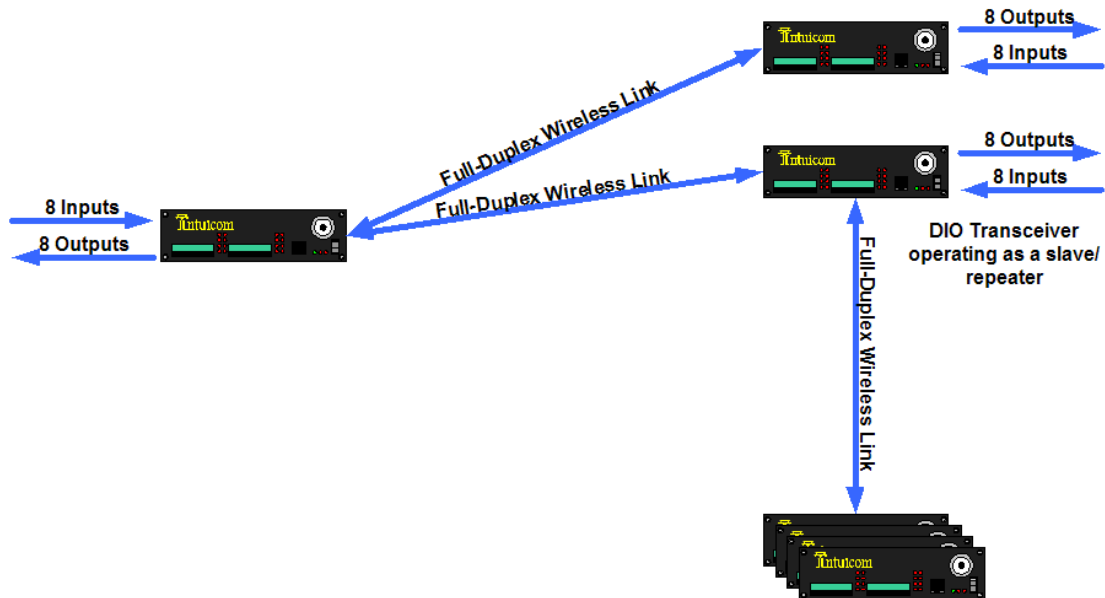 8 Outputs
Intuicom
8 Inputs
Full-Duplex Wireless Link
8 Outputs
Intuicom
8 Inputs
Full-Duplex Wireless Link
8 Inputs
Intuicom
8 Outputs
DIO Transceiver
operating as a slave/
repeater
Full-Duplex Wireless Link
Intuicom